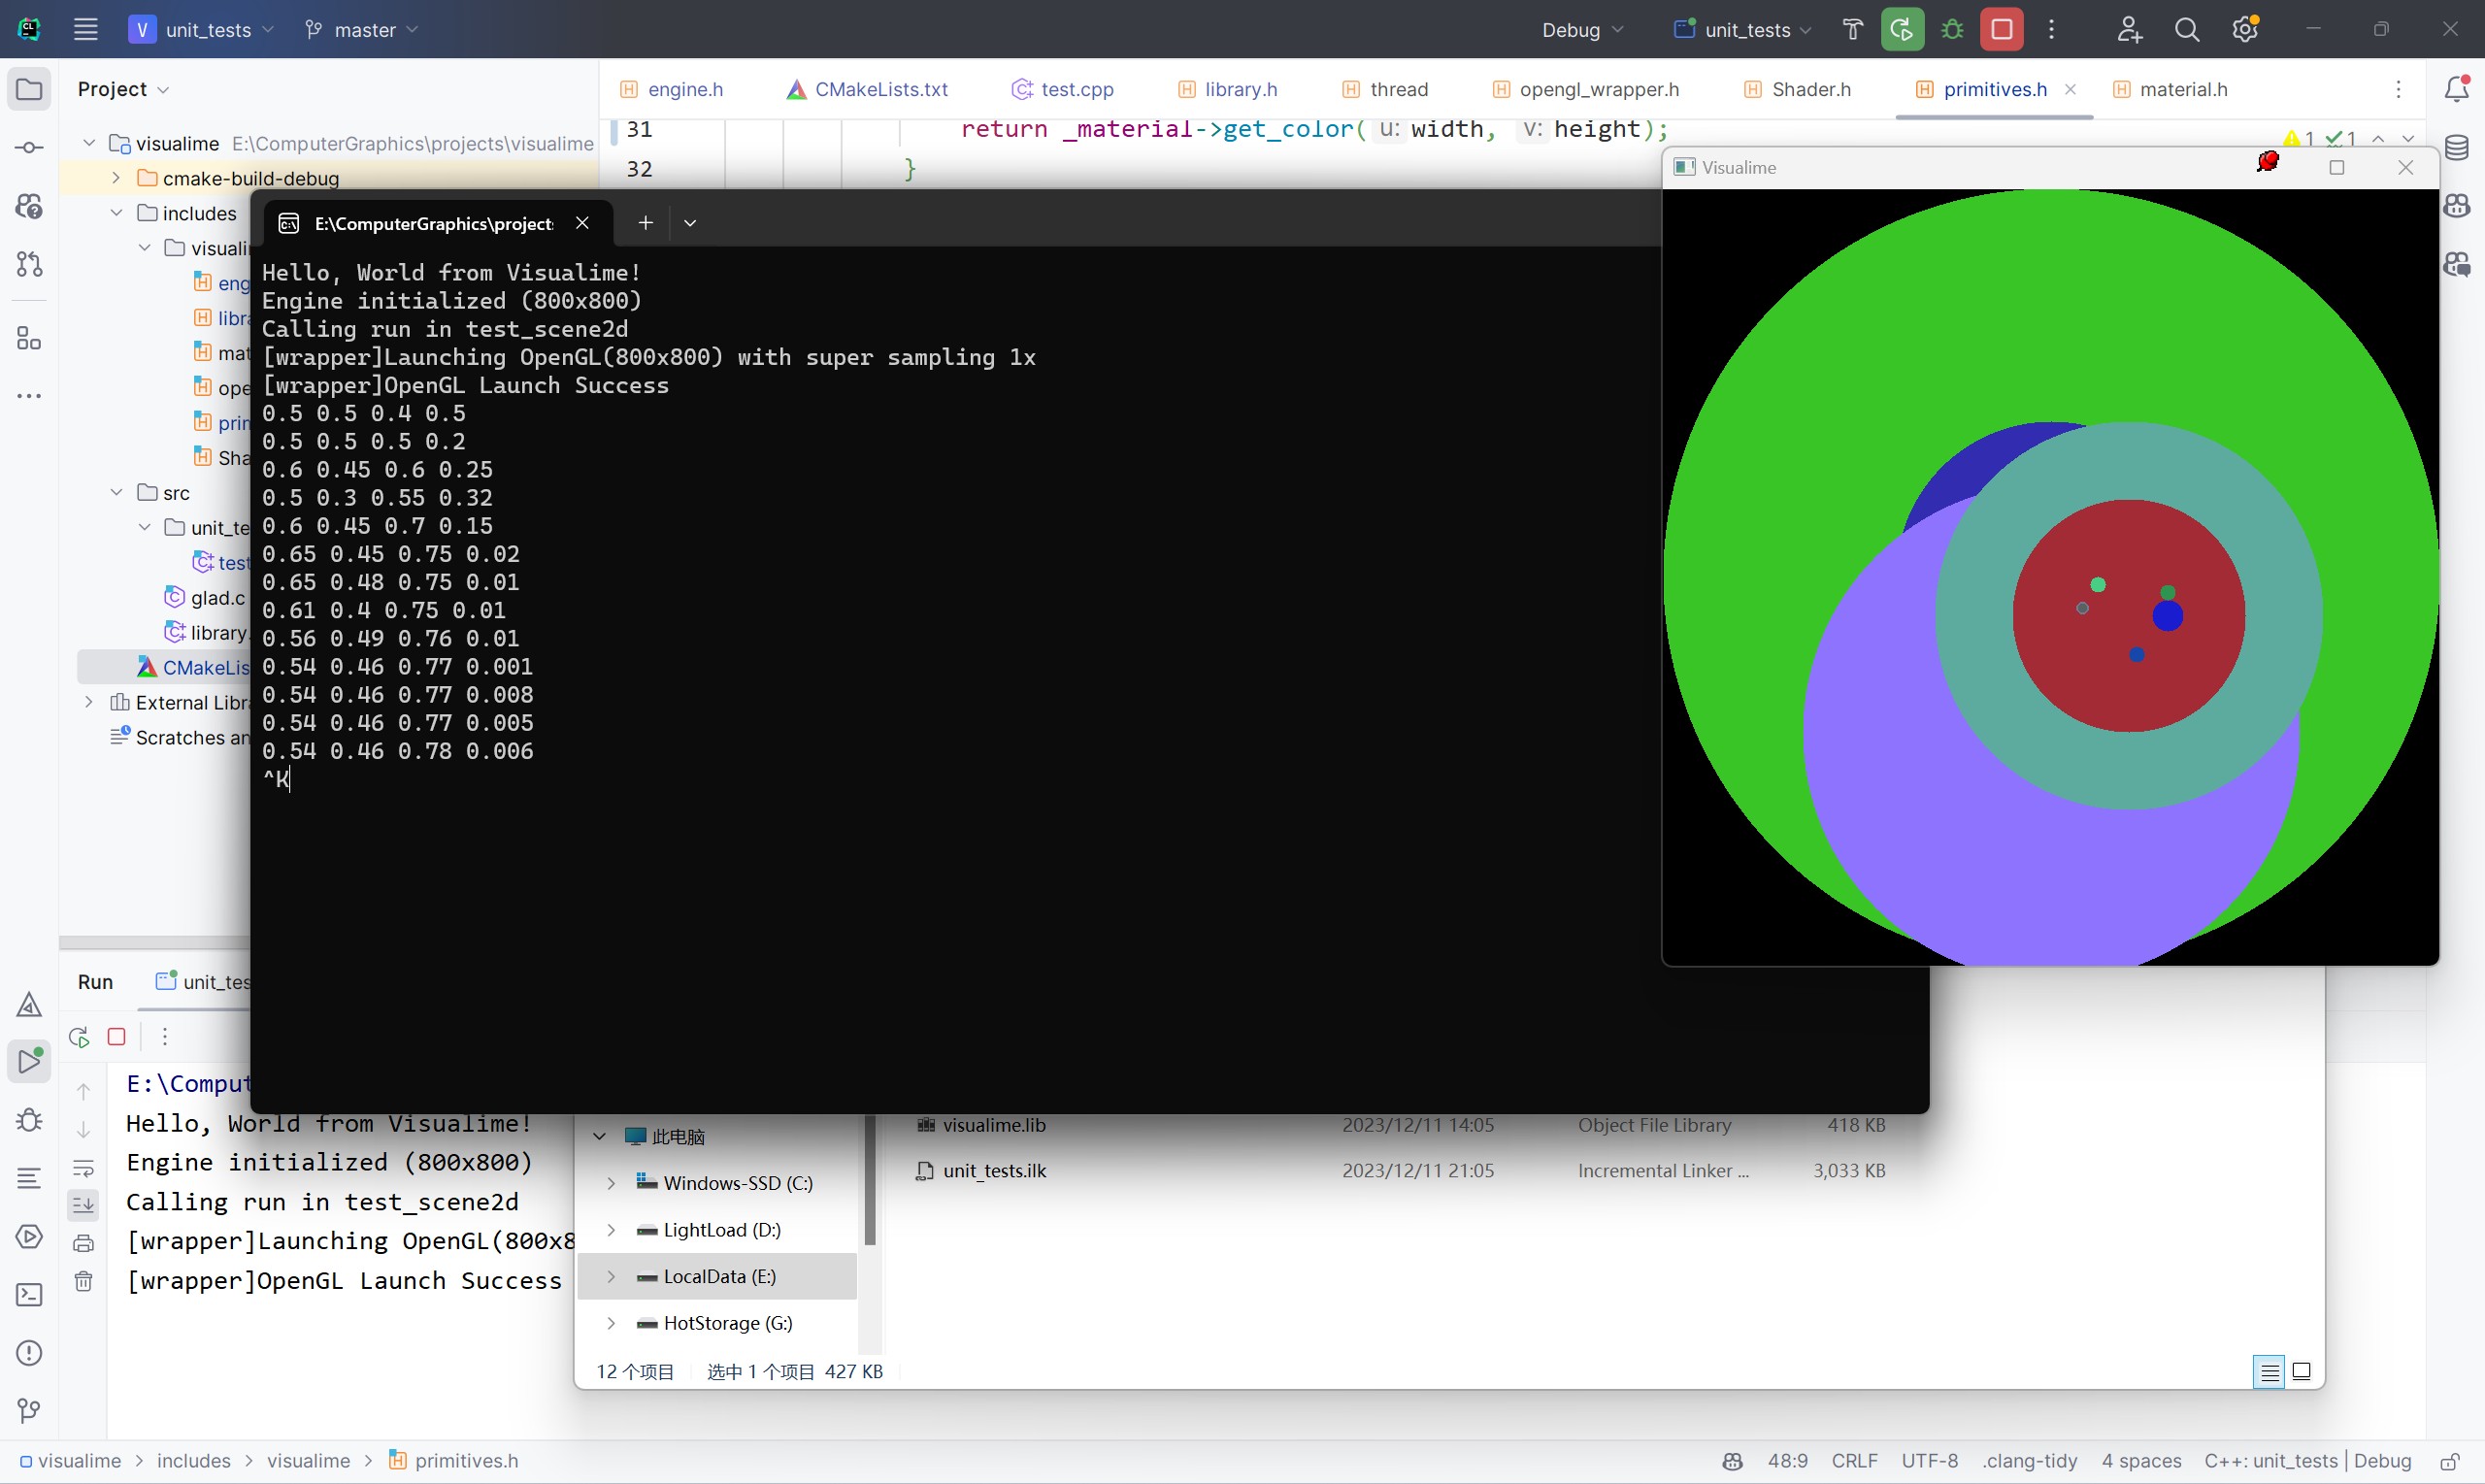 V unit_tests master Debug unit_tests
Project
engine.h CMakeLists.txt test.cpp library.h thread opengl_wrapper.h Shader.h primitives.h material.h
visualime E:\ComputerGraphics\projects\visualime
cmake-build-debug
includes
visuali
eng
libra
mat
ope
prim
Sha
src
unit_te
test
glad.c
library.
CMakeLis
External Libra
Scratches an
31 return _material->get_color( u: width, v: height);
32 }
1 1
E:\ComputerGraphics\project:
Hello, World from Visualime!
Engine initialized (800x800)
Calling run in test_scene2d
[wrapper]Launching OpenGL(800x800) with super sampling 1x
[wrapper]OpenGL Launch Success
0.5 0.5 0.4 0.5
0.5 0.5 0.5 0.2
0.6 0.45 0.6 0.25
0.5 0.3 0.55 0.32
0.6 0.45 0.7 0.15
0.65 0.45 0.75 0.02
0.65 0.48 0.75 0.01
0.61 0.4 0.75 0.01
0.56 0.49 0.76 0.01
0.54 0.46 0.77 0.001
0.54 0.46 0.77 0.008
0.54 0.46 0.77 0.005
0.54 0.46 0.78 0.006
^K
Visualime
Run unit_tes
E:\Comput
Hello, World from Visualime!
Engine initialized (800x800)
Calling run in test_scene2d
[wrapper]Launching OpenGL(800x8
[wrapper]OpenGL Launch Success
此电脑
Windows-SSD (C:)
LightLoad (D:)
LocalData (E:)
HotStorage (G:)
visualime.lib 2023/12/11 14:05 Object File Library 418 KB
unit_tests.ilk 2023/12/11 21:05 Incremental Linker ... 3,033 KB
12 个项目 选中 1 个项目 427 KB
visualime > includes > visualime > primitives.h
48:9 CRLF UTF-8 .clang-tidy 4 spaces C++: unit_tests | Debug